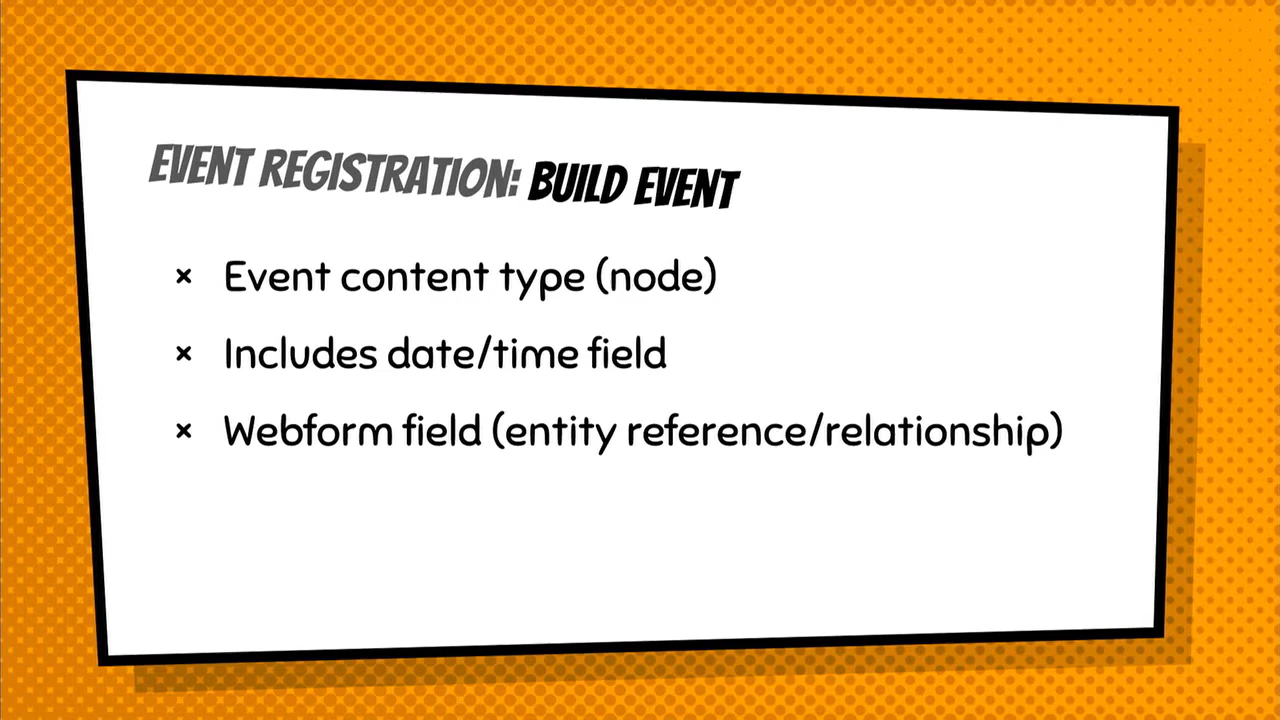 EVENT REGISTRATION: BUILD EVENT
× Event content type (node)
× Includes date/time field
× Webform field (entity reference/relationship)